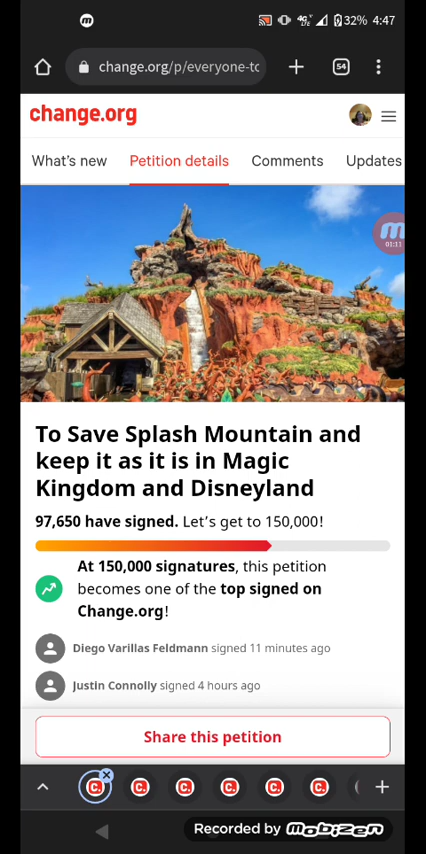 32% 4:47
change.org/p/everyone-to
54
change.org
What's new Petition details Comments Updates
01:11
To Save Splash Mountain and
keep it as it is in Magic
Kingdom and Disneyland
97,650 have signed. Let's get to 150,000!
At 150,000 signatures, this petition
becomes one of the top signed on
Change.org!
Diego Varillas Feldmann signed 11 minutes ago
Justin Connolly signed 4 hours ago
Share this petition
C. C. C. C. C. C.
Recorded by mobizen